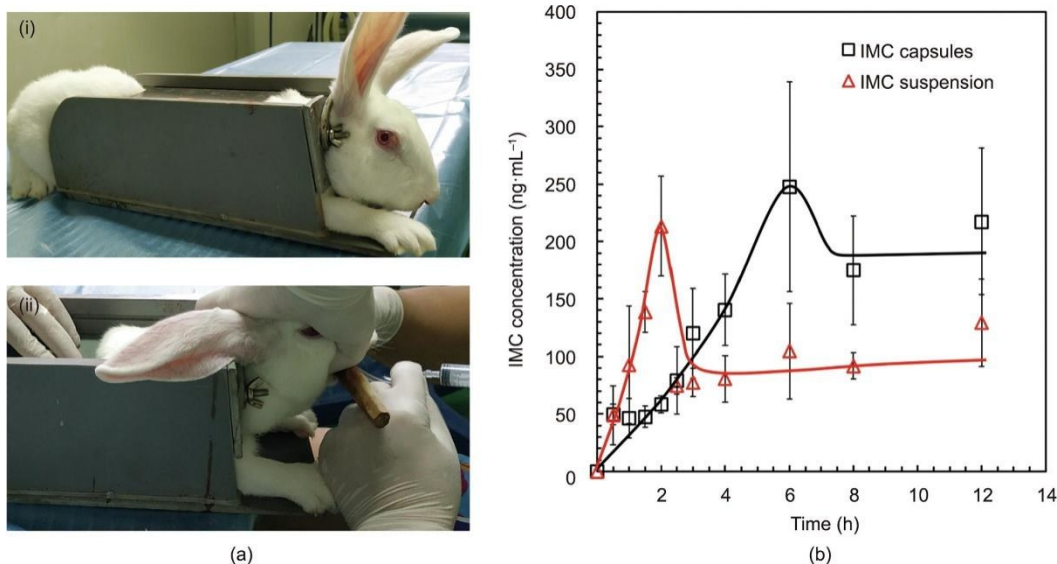 (i)
(ii)
(a)
400
350
300
250
200
150
100
50
0
IMC concentration (ng·mL⁻¹)
IMC capsules
IMC suspension
2
4
6
8
10
12
14
Time (h)
(b)